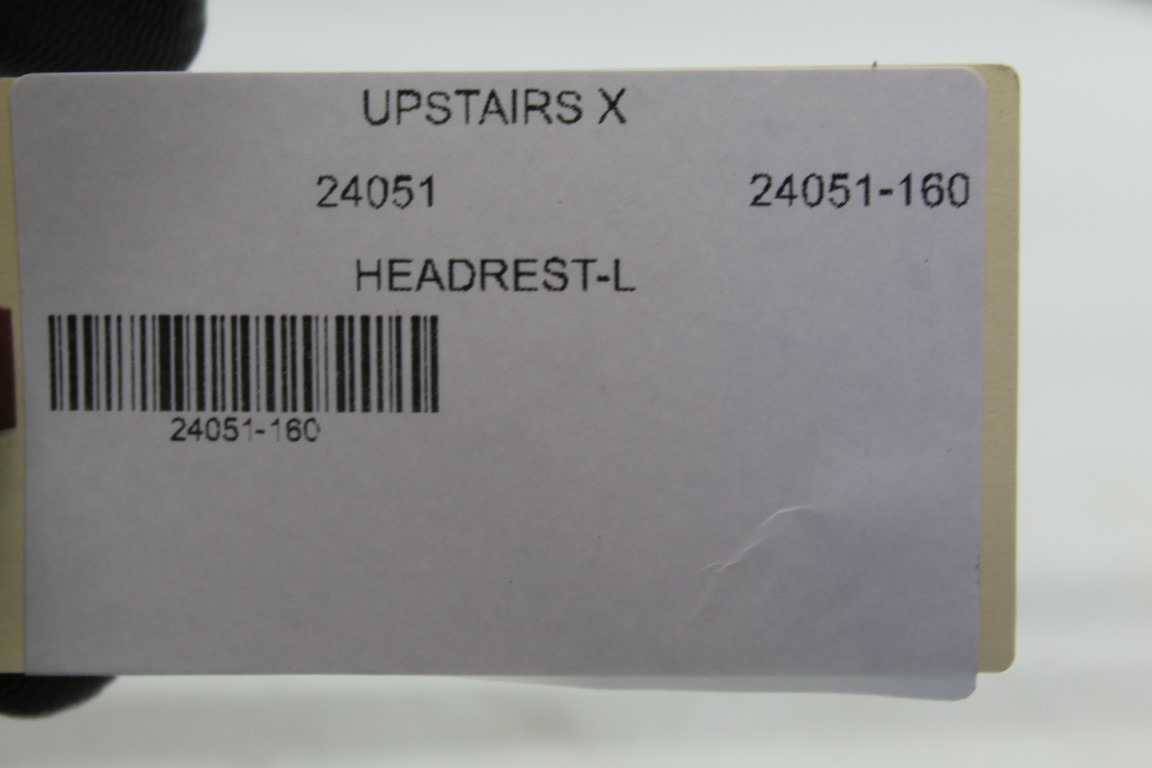 UPSTAIRS X
24051 24051-160
HEADREST-L
24051-160